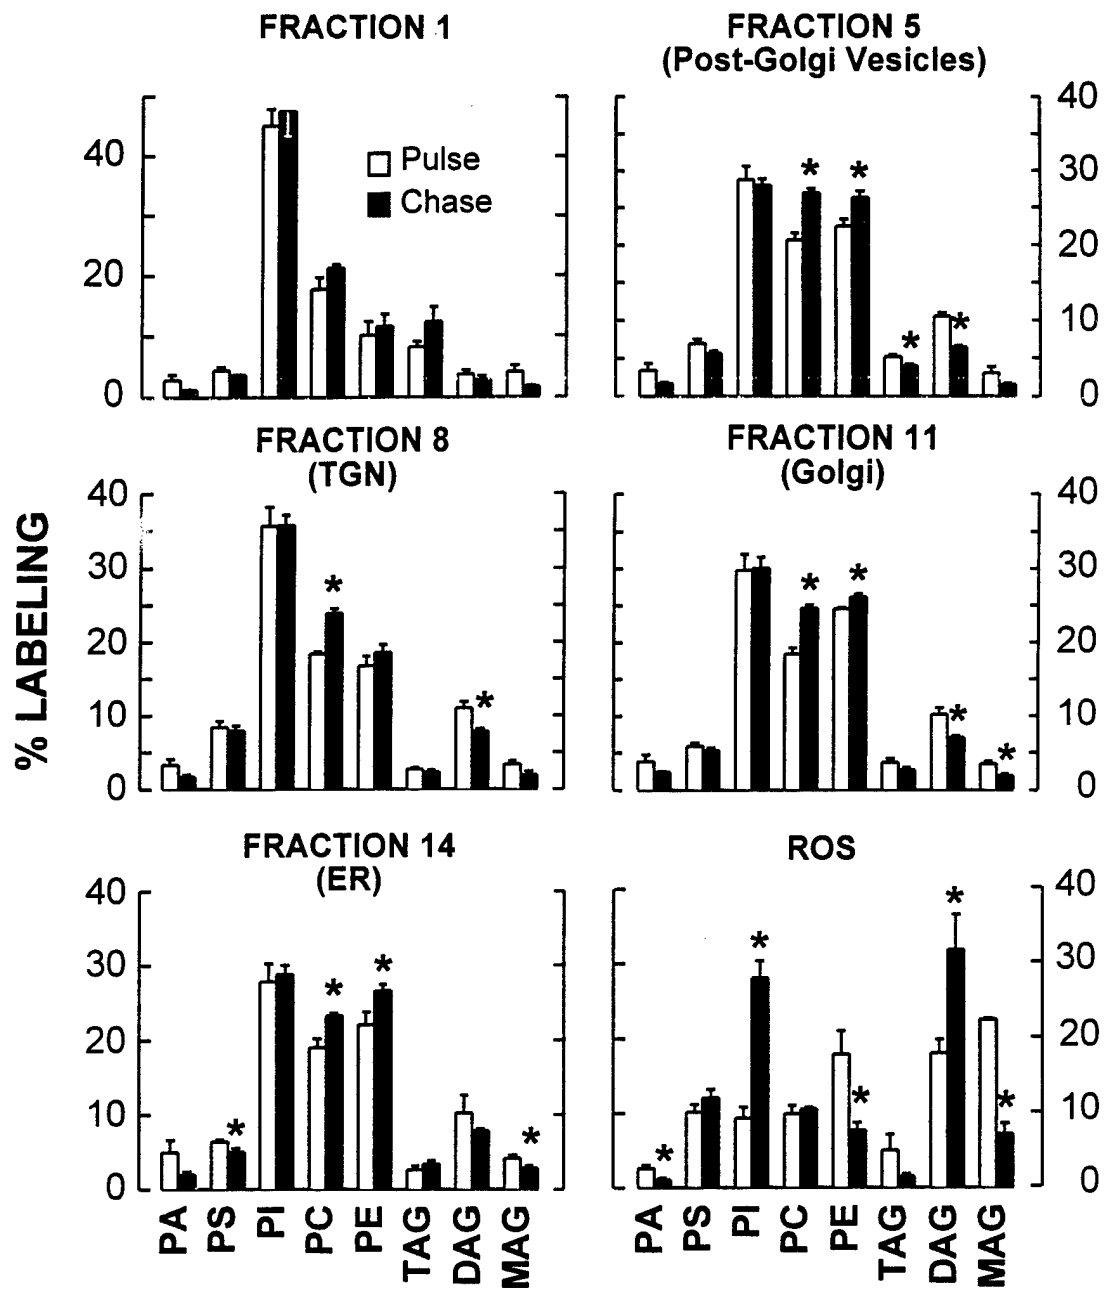 FRACTION 1
FRACTION 5
(Post-Golgi Vesicles)
40
20
0
Pulse
Chase
* * * *
40
30
20
10
0
% LABELING
FRACTION 8
(TGN)
40
30
20
10
0
* *
FRACTION 11
(Golgi)
* * * *
40
30
20
10
0
FRACTION 14
(ER)
40
30
20
10
0
* * * *
PA PS PI PC PE TAG DAG MAG
ROS
* * * * *
40
30
20
10
0
PA PS PI PC PE TAG DAG MAG